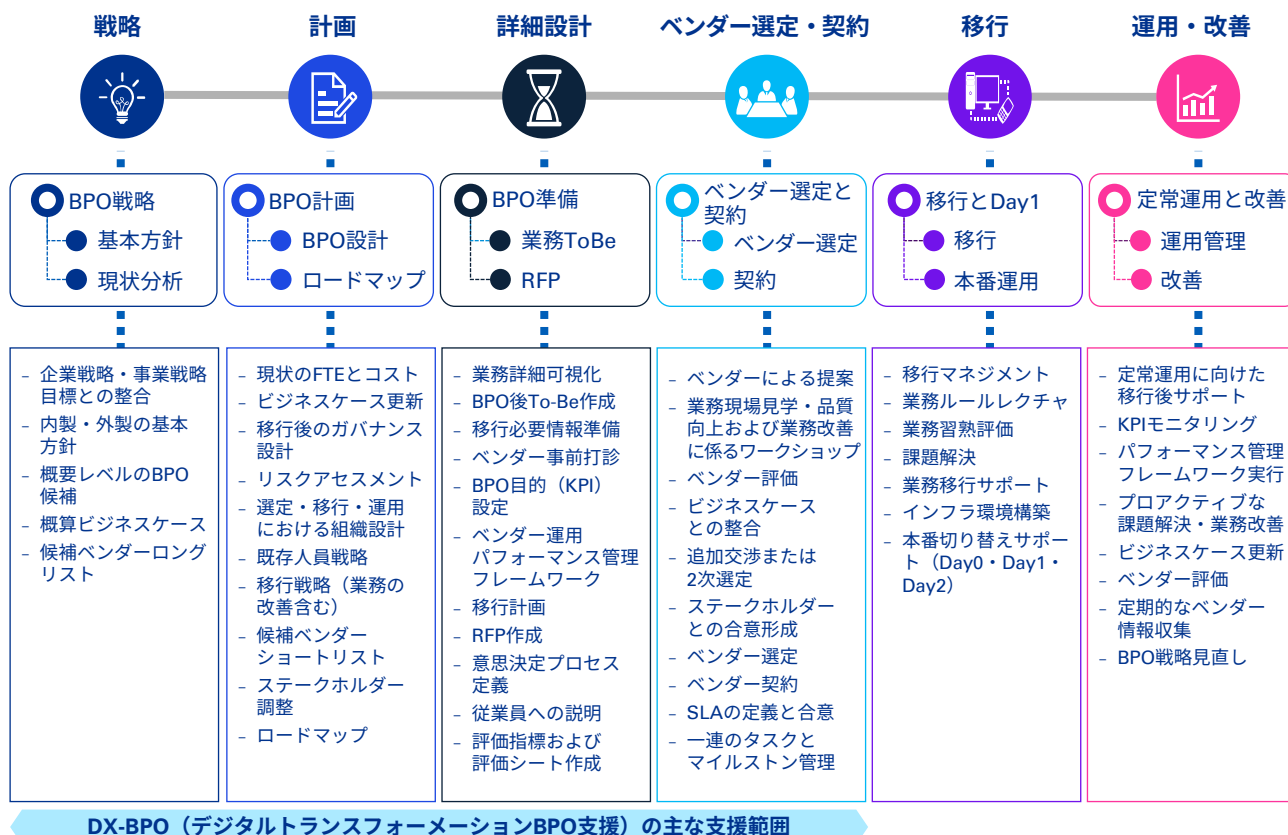 戦略
計画
詳細設計
ベンダー選定・契約
移行
運用・改善
BPO戦略
基本方針
現状分析
BPO計画
BPO設計
ロードマップ
BPO準備
業務ToBe
RFP
ベンダー選定と
契約
ベンダー選定
契約
移行とDay1
移行
本番運用
定常運用と改善
運用管理
改善
– 企業戦略・事業戦略
目標との整合
– 内製・外製の基本
方針
– 概要レベルのBPO
候補
– 概算ビジネスケース
– 候補ベンダーロング
リスト
– 現状のFTEとコスト
– ビジネスケース更新
– 移行後のガバナンス
設計
– リスクアセスメント
– 選定・移行・運用
における組織設計
– 既存人員戦略
– 移行戦略（業務の
改善含む）
– 候補ベンダー
ショートリスト
– ステークホルダー
調整
– ロードマップ
– 業務詳細可視化
– BPO後To-Be作成
– 移行必要情報準備
– ベンダー事前打診
– BPO目的（KPI）
設定
– ベンダー運用
パフォーマンス管理
フレームワーク
– 移行計画
– RFP作成
– 意思決定プロセス
定義
– 従業員への説明
– 評価指標および
評価シート作成
– ベンダーによる提案
– 業務現場見学・品質
向上および業務改善
に係るワークショップ
– ベンダー評価
– ビジネスケース
との整合
– 追加交渉または
2次選定
– ステークホルダー
との合意形成
– ベンダー選定
– ベンダー契約
– SLAの定義と合意
– 一連のタスクと
マイルストン管理
– 移行マネジメント
– 業務ルールレクチャ
– 業務習熟評価
– 課題解決
– 業務移行サポート
– インフラ環境構築
– 本番切り替えサポー
ト（Day0・Day1・
Day2）
– 定常運用に向けた
移行後サポート
– KPIモニタリング
– パフォーマンス管理
フレームワーク実行
– プロアクティブな
課題解決・業務改善
– ビジネスケース更新
– ベンダー評価
– 定期的なベンダー
情報収集
– BPO戦略見直し
DX-BPO（デジタルトランスフォーメーションBPO支援）の主な支援範囲